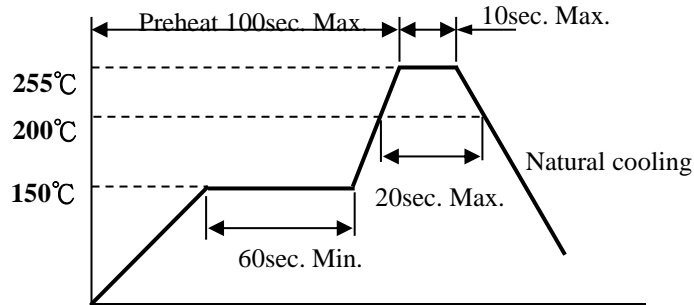 Preheat 100sec. Max.
10sec. Max.
255℃
200℃
Natural cooling
150℃
20sec. Max.
60sec. Min.